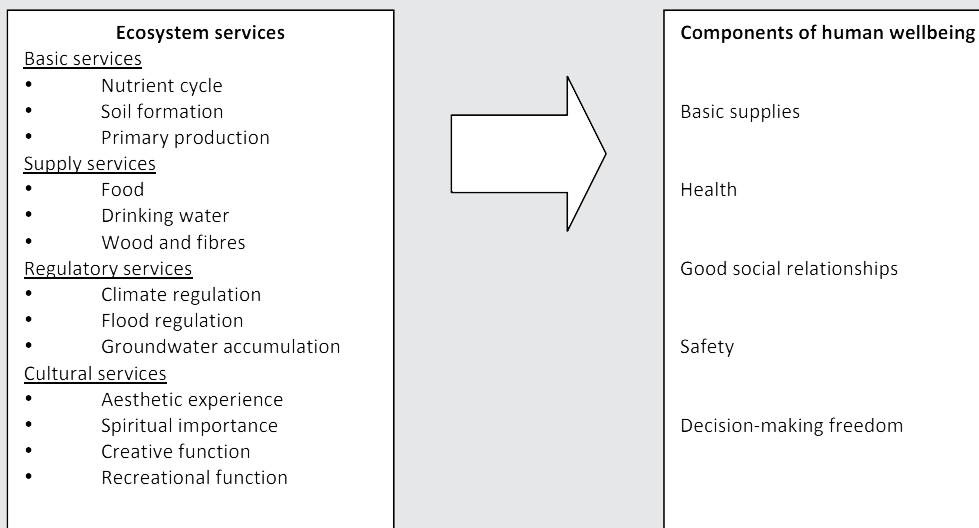 Ecosystem services
Basic services
• Nutrient cycle
• Soil formation
• Primary production
Supply services
• Food
• Drinking water
• Wood and fibres
Regulatory services
• Climate regulation
• Flood regulation
• Groundwater accumulation
Cultural services
• Aesthetic experience
• Spiritual importance
• Creative function
• Recreational function
Components of human wellbeing
Basic supplies
Health
Good social relationships
Safety
Decision-making freedom